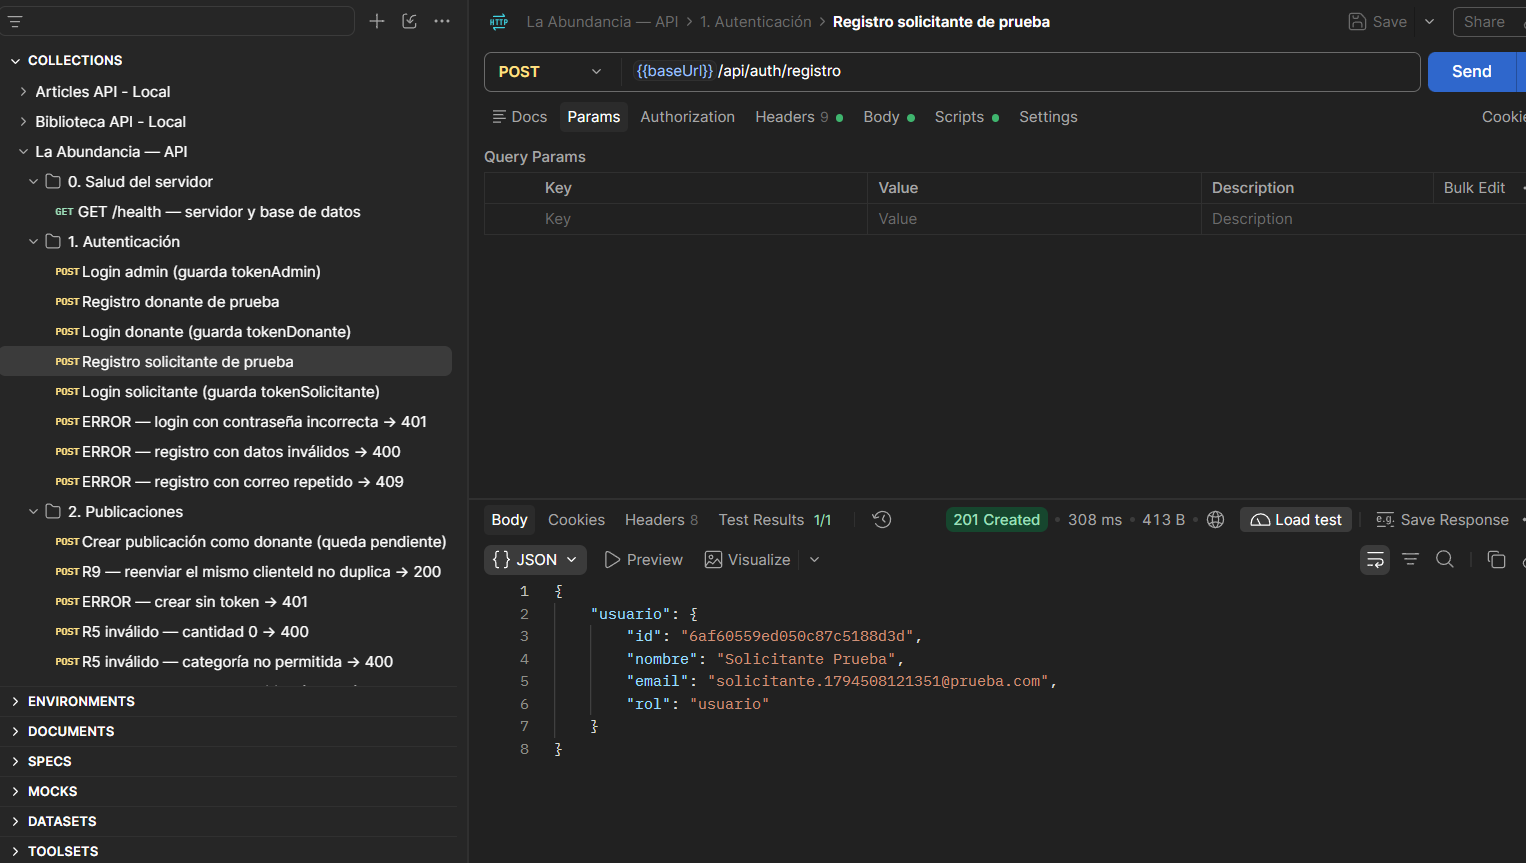 COLLECTIONS
Articles API - Local
Biblioteca API - Local
La Abundancia — API
0. Salud del servidor
GET GET /health — servidor y base de datos
1. Autenticación
POST Login admin (guarda tokenAdmin)
POST Registro donante de prueba
POST Login donante (guarda tokenDonante)
POST Registro solicitante de prueba
POST Login solicitante (guarda tokenSolicitante)
POST ERROR — login con contraseña incorrecta → 401
POST ERROR — registro con datos inválidos → 400
POST ERROR — registro con correo repetido → 409
2. Publicaciones
POST Crear publicación como donante (queda pendiente)
POST R9 — reenviar el mismo clienteId no duplica → 200
POST ERROR — crear sin token → 401
POST R5 inválido — cantidad 0 → 400
POST R5 inválido — categoría no permitida → 400
ENVIRONMENTS
DOCUMENTS
SPECS
MOCKS
DATASETS
TOOLSETS
HTTP La Abundancia — API > 1. Autenticación > Registro solicitante de prueba Save Share
POST {{baseUrl}} /api/auth/registro Send
Docs Params Authorization Headers 9 Body Scripts Settings Cookie
Query Params
Key Value Description Bulk Edit
Key Value Description
Body Cookies Headers 8 Test Results 1/1 201 Created 308 ms 413 B Load test e.g. Save Response
{} JSON Preview Visualize
1 {
2 "usuario": {
3 "id": "6af60559ed050c87c5188d3d",
4 "nombre": "Solicitante Prueba",
5 "email": "solicitante.1794508121351@prueba.com",
6 "rol": "usuario"
7 }
8 }